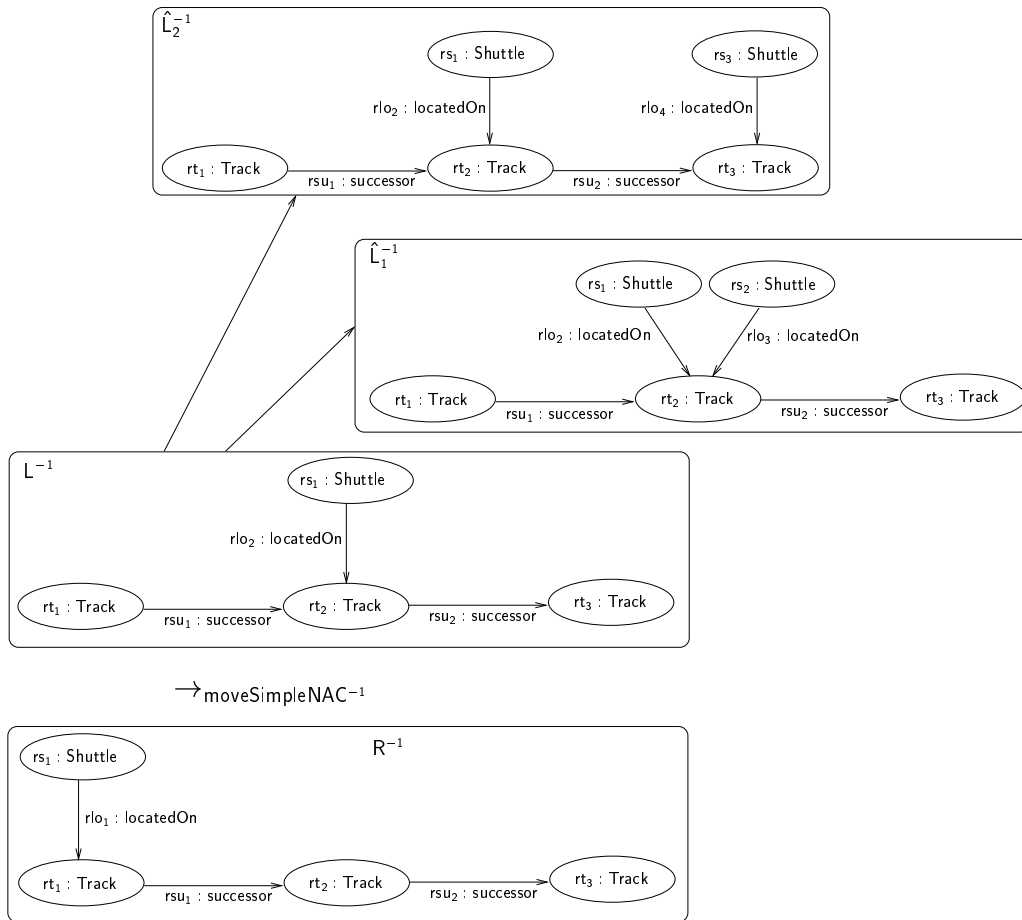 L̂₂⁻¹
rs₁ : Shuttle rs₃ : Shuttle
rlo₂ : locatedOn rlo₄ : locatedOn
rt₁ : Track rt₂ : Track rt₃ : Track
rsu₁ : successor rsu₂ : successor
L̂₁⁻¹
rs₁ : Shuttle rs₂ : Shuttle
rlo₂ : locatedOn rlo₃ : locatedOn
rt₁ : Track rt₂ : Track rt₃ : Track
rsu₁ : successor rsu₂ : successor
L⁻¹
rs₁ : Shuttle
rlo₂ : locatedOn
rt₁ : Track rt₂ : Track rt₃ : Track
rsu₁ : successor rsu₂ : successor
→moveSimpleNAC⁻¹
R⁻¹
rs₁ : Shuttle
rlo₁ : locatedOn
rt₁ : Track rt₂ : Track rt₃ : Track
rsu₁ : successor rsu₂ : successor